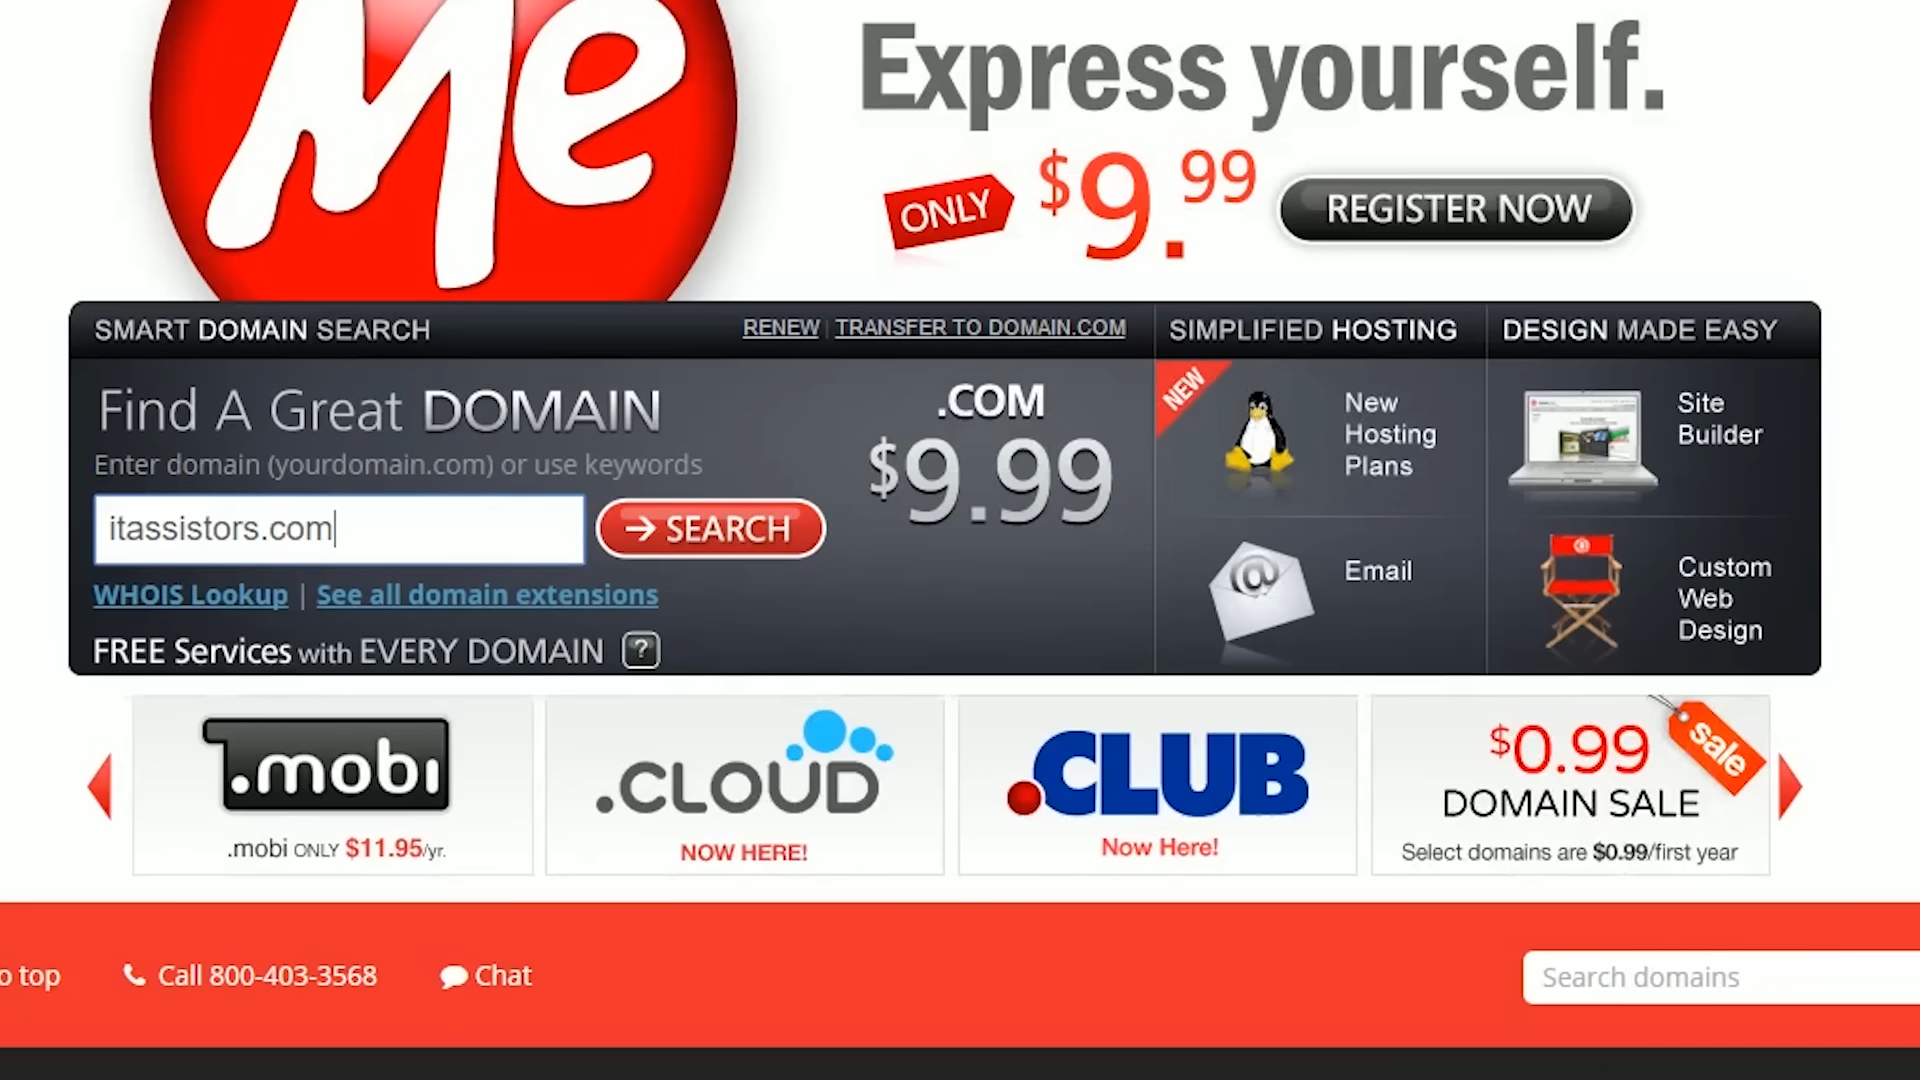 Me
Express yourself.
ONLY $9.99 REGISTER NOW
SMART DOMAIN SEARCH
RENEW | TRANSFER TO DOMAIN.COM
Find A Great DOMAIN
Enter domain (yourdomain.com) or use keywords
itassistors.com
→ SEARCH
WHOIS Lookup | See all domain extensions
FREE Services with EVERY DOMAIN ?
.COM
$9.99
SIMPLIFIED HOSTING
NEW
New
Hosting
Plans
@
Email
DESIGN MADE EASY
Site
Builder
Custom
Web
Design
.mobi
.mobi ONLY $11.95/yr.
.CLOUD
NOW HERE!
.CLUB
Now Here!
$0.99
sale
DOMAIN SALE
Select domains are $0.99/first year
o top
Call 800-403-3568
Chat
Search domains